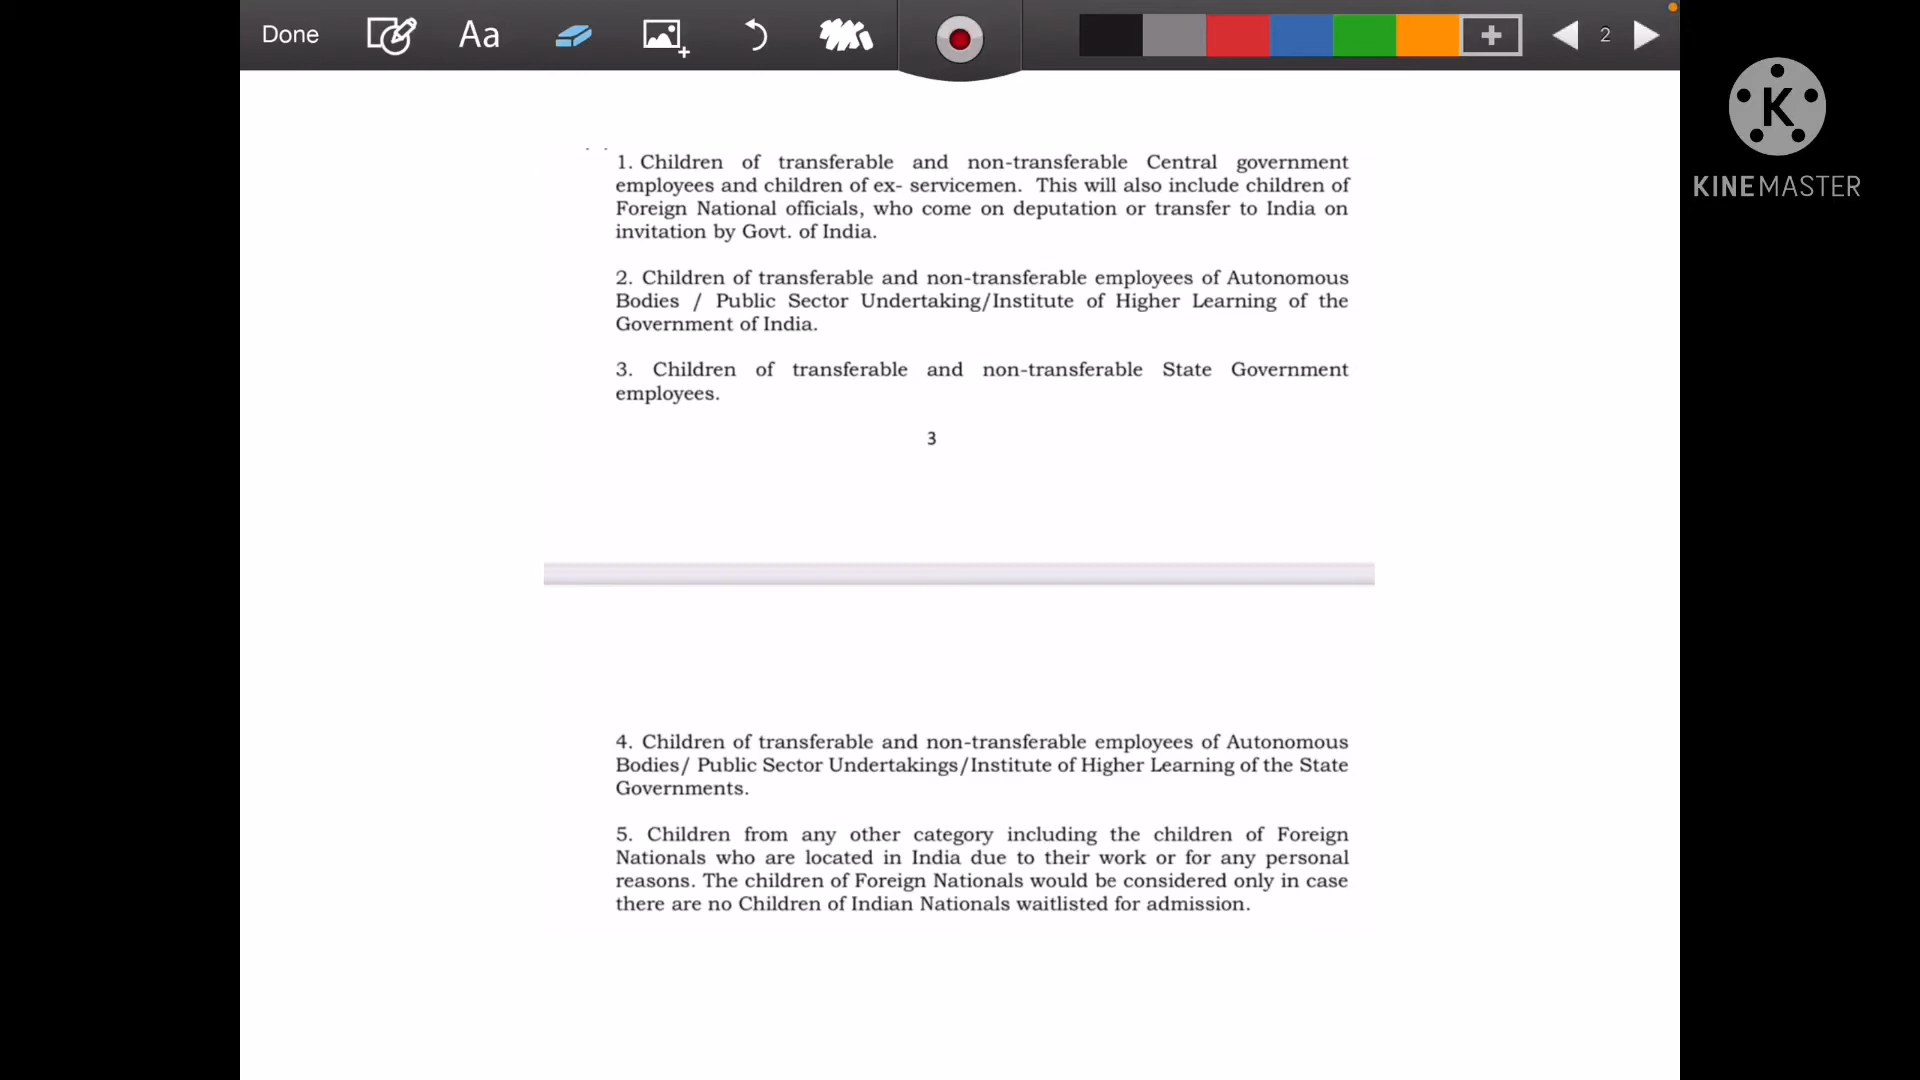 Done Aa 2
K
KINEMASTER
1. Children of transferable and non-transferable Central government
employees and children of ex- servicemen. This will also include children of
Foreign National officials, who come on deputation or transfer to India on
invitation by Govt. of India.
2. Children of transferable and non-transferable employees of Autonomous
Bodies / Public Sector Undertaking/Institute of Higher Learning of the
Government of India.
3. Children of transferable and non-transferable State Government
employees.
3
4. Children of transferable and non-transferable employees of Autonomous
Bodies/ Public Sector Undertakings/Institute of Higher Learning of the State
Governments.
5. Children from any other category including the children of Foreign
Nationals who are located in India due to their work or for any personal
reasons. The children of Foreign Nationals would be considered only in case
there are no Children of Indian Nationals waitlisted for admission.